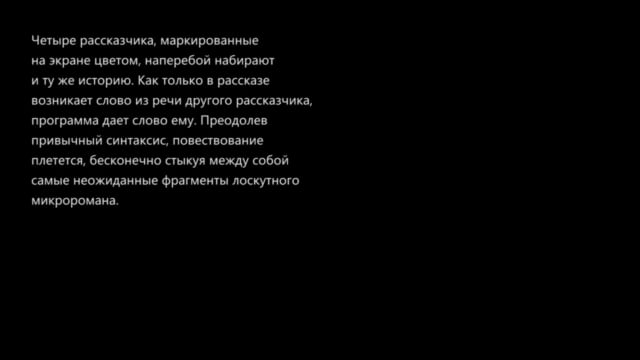 Четыре рассказчика, маркированные
на экране цветом, наперебой набирают
и ту же историю. Как только в рассказе
возникает слово из речи другого рассказчика,
программа дает слово ему. Преодолев
привычный синтаксис, повествование
плетется, бесконечно стыкуя между собой
самые неожиданные фрагменты лоскутного
микроромана.